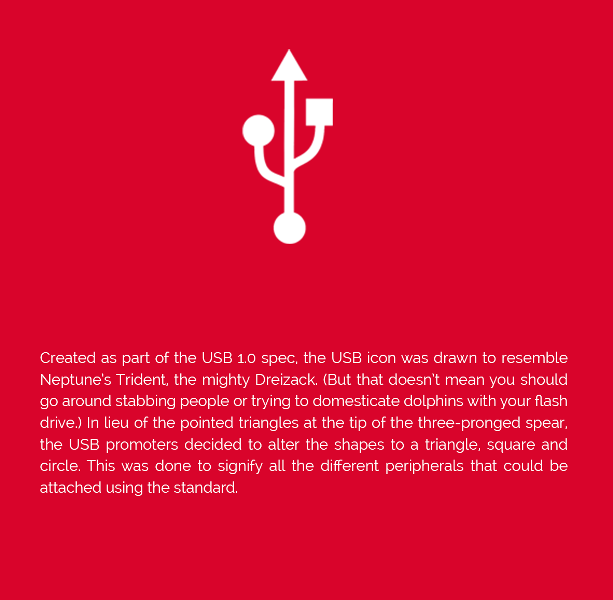 Created as part of the USB 1.0 spec, the USB icon was drawn to resemble
Neptune's Trident, the mighty Dreizack. (But that doesn't mean you should
go around stabbing people or trying to domesticate dolphins with your flash
drive.) In lieu of the pointed triangles at the tip of the three-pronged spear,
the USB promoters decided to alter the shapes to a triangle, square and
circle. This was done to signify all the different peripherals that could be
attached using the standard.